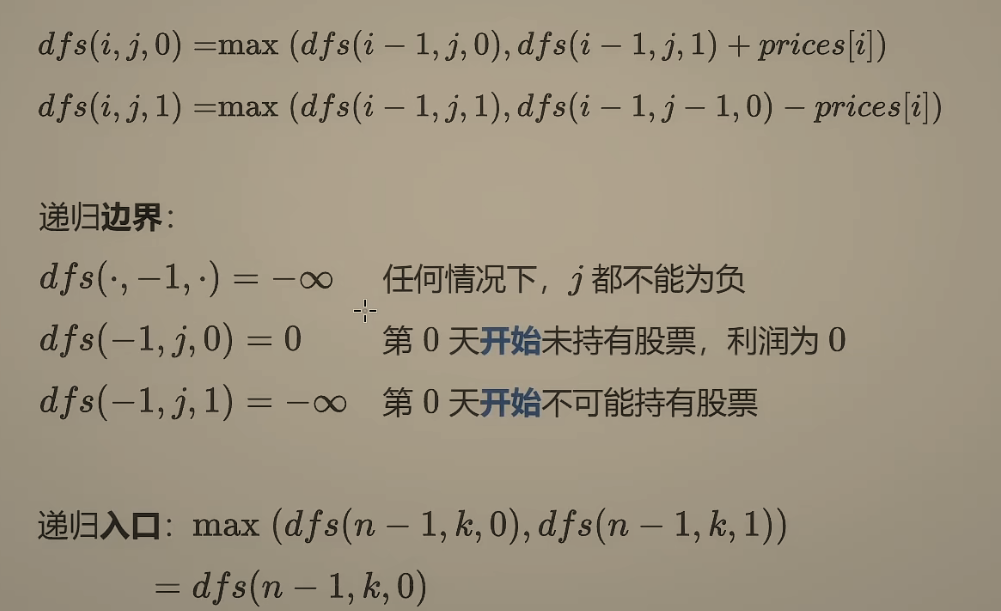 dfs(i, j, 0) =max (dfs(i − 1, j, 0), dfs(i − 1, j, 1) + prices[i])
dfs(i, j, 1) =max (dfs(i − 1, j, 1), dfs(i − 1, j − 1, 0) − prices[i])
递归边界：
dfs(·, −1, ·) = −∞ 任何情况下，j 都不能为负
dfs(−1, j, 0) = 0 第 0 天开始未持有股票，利润为 0
dfs(−1, j, 1) = −∞ 第 0 天开始不可能持有股票
递归入口：max (dfs(n − 1, k, 0), dfs(n − 1, k, 1))
= dfs(n − 1, k, 0)